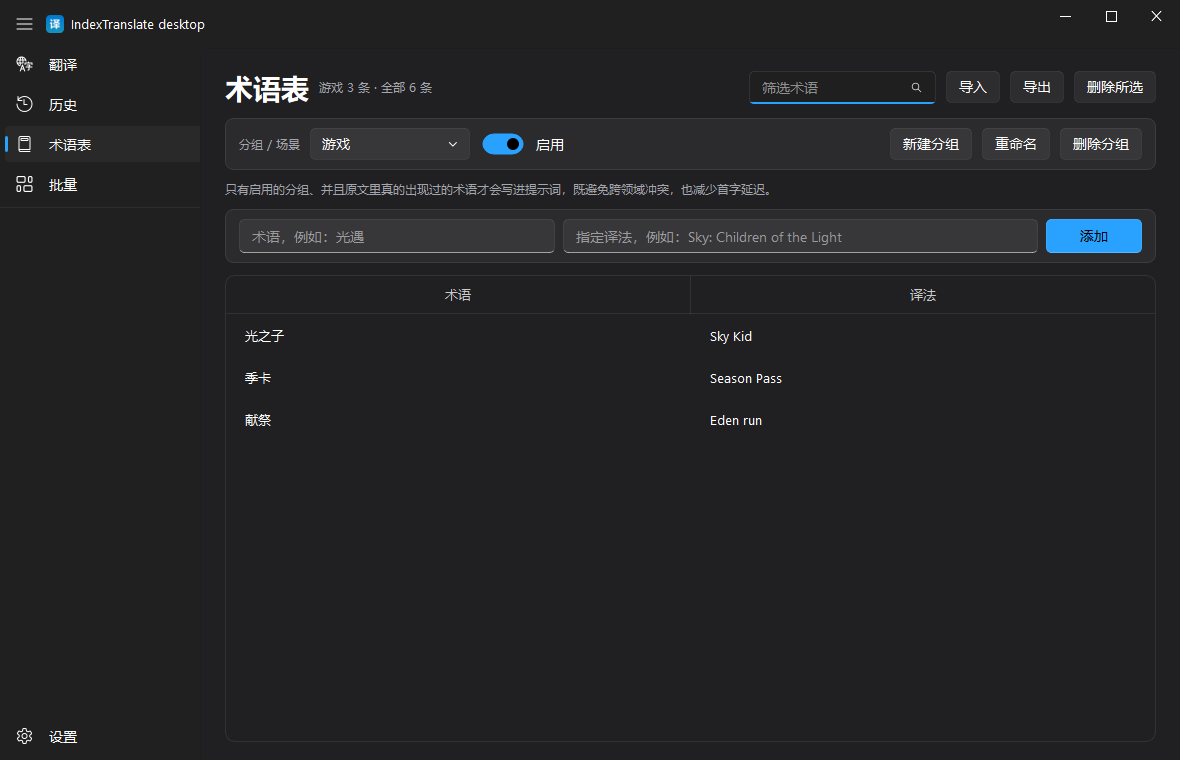 译 IndexTranslate desktop
翻译
历史
术语表
批量
设置
术语表 游戏 3 条 · 全部 6 条 筛选术语 导入 导出 删除所选
分组 / 场景 游戏 启用 新建分组 重命名 删除分组
只有启用的分组、并且原文里真的出现过的术语才会写进提示词，既避免跨领域冲突，也减少首字延迟。
术语，例如：光遇 指定译法，例如：Sky: Children of the Light 添加
术语 译法
光之子 Sky Kid
季卡 Season Pass
献祭 Eden run